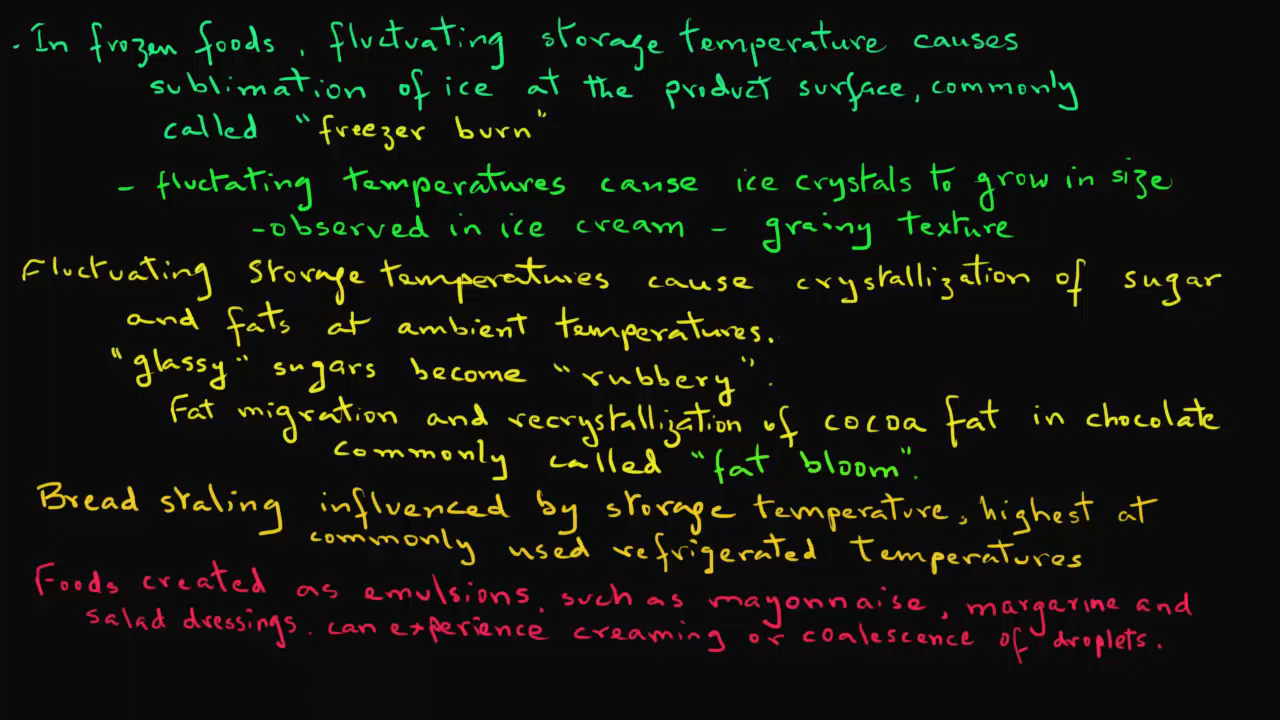 . In frozen foods, fluctuating storage temperature causes
sublimation of ice at the product surface, commonly
called "freezer burn"
- fluctating temperatures cause ice crystals to grow in size
- observed in ice cream - grainy texture
Fluctuating storage temperatures cause crystallization of sugar
and fats at ambient temperatures.
"glassy" sugars become "rubbery".
Fat migration and recrystallization of cocoa fat in chocolate
commonly called "fat bloom".
Bread staling influenced by storage temperature, highest at
commonly used refrigerated temperatures
Foods created as emulsions, such as mayonnaise, margarine and
salad dressings, can experience creaming or coalescence of droplets.